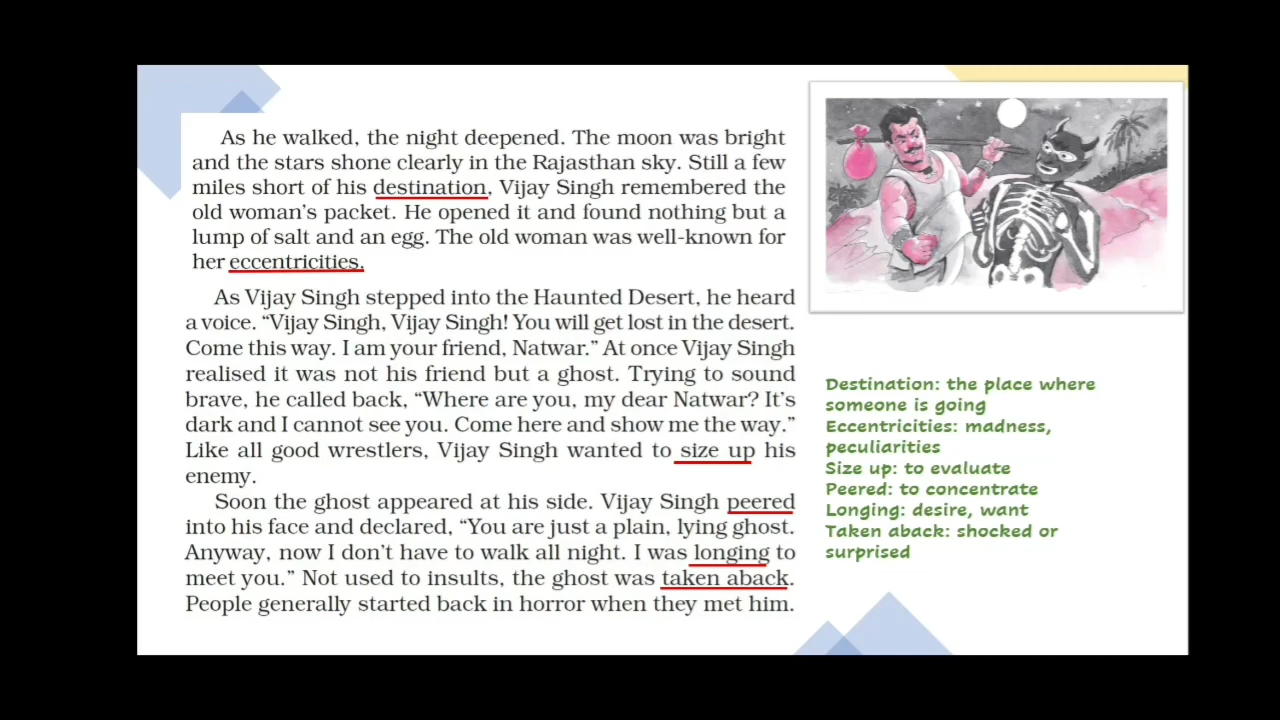 As he walked, the night deepened. The moon was bright
and the stars shone clearly in the Rajasthan sky. Still a few
miles short of his destination, Vijay Singh remembered the
old woman's packet. He opened it and found nothing but a
lump of salt and an egg. The old woman was well-known for
her eccentricities.
As Vijay Singh stepped into the Haunted Desert, he heard
a voice. “Vijay Singh, Vijay Singh! You will get lost in the desert.
Come this way. I am your friend, Natwar.” At once Vijay Singh
realised it was not his friend but a ghost. Trying to sound
brave, he called back, “Where are you, my dear Natwar? It's
dark and I cannot see you. Come here and show me the way.”
Like all good wrestlers, Vijay Singh wanted to size up his
enemy.
Soon the ghost appeared at his side. Vijay Singh peered
into his face and declared, “You are just a plain, lying ghost.
Anyway, now I don't have to walk all night. I was longing to
meet you.” Not used to insults, the ghost was taken aback.
People generally started back in horror when they met him.
Destination: the place where
someone is going
Eccentricities: madness,
peculiarities
Size up: to evaluate
Peered: to concentrate
Longing: desire, want
Taken aback: shocked or
surprised